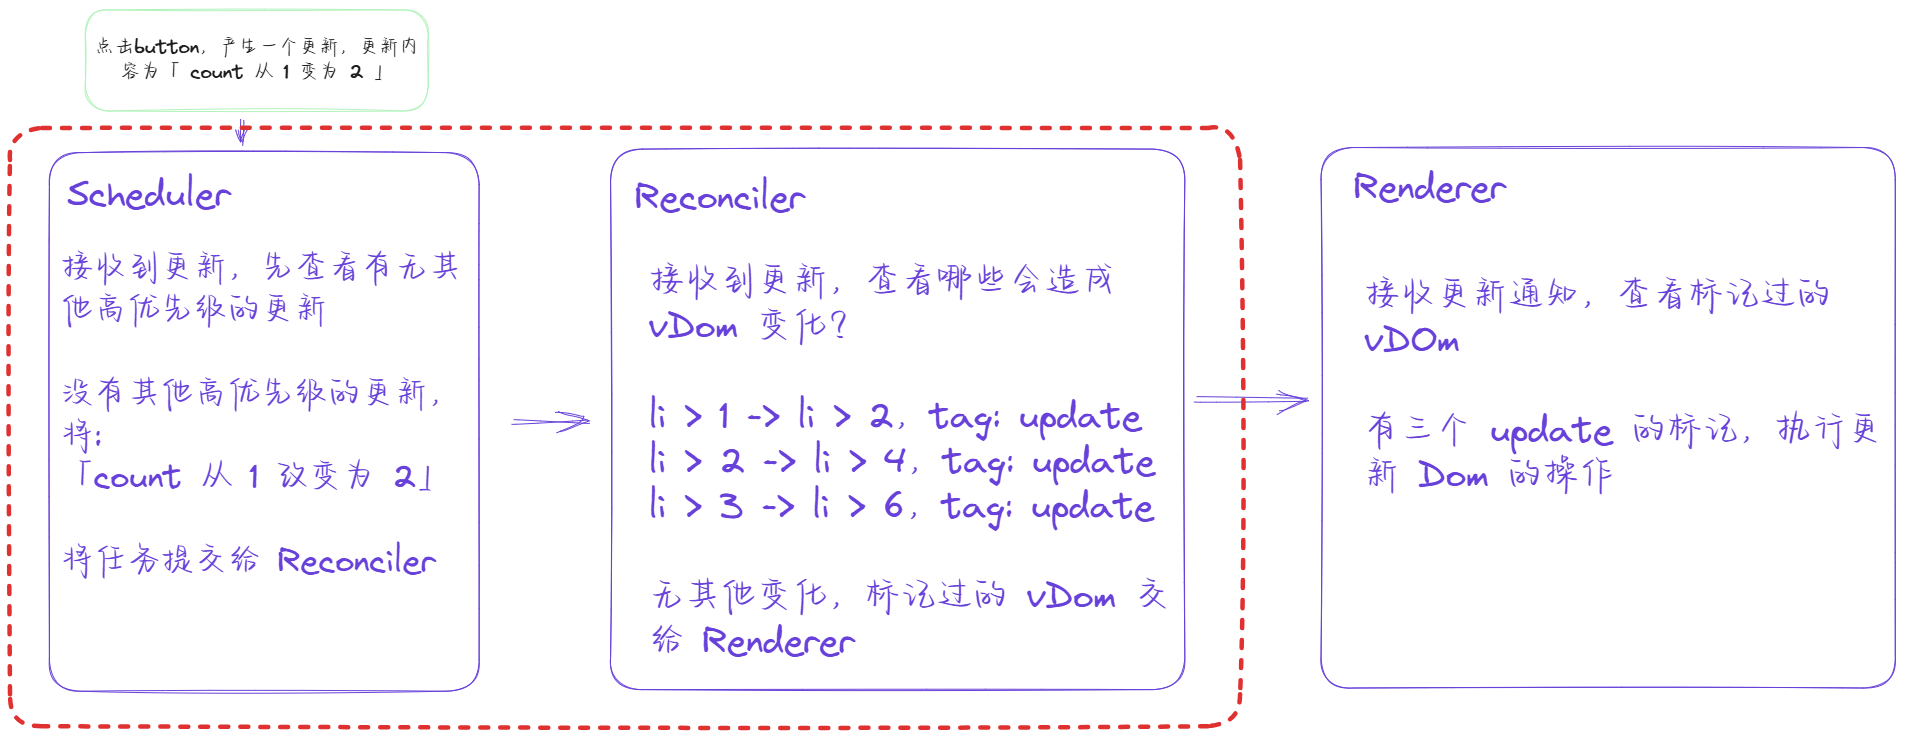 点击button，产生一个更新，更新内
容为「 count 从 1 变为 2 」
Scheduler
接收到更新，先查看有无其
他高优先级的更新
没有其他高优先级的更新，
将：
「count 从 1 改变为 2」
将任务提交给 Reconciler
Reconciler
接收到更新，查看哪些会造成
vDom 变化？
li > 1 -> li > 2, tag: update
li > 2 -> li > 4, tag: update
li > 3 -> li > 6, tag: update
无其他变化，标记过的 vDom 交
给 Renderer
Renderer
接收更新通知，查看标记过的
vDOm
有三个 update 的标记，执行更
新 Dom 的操作